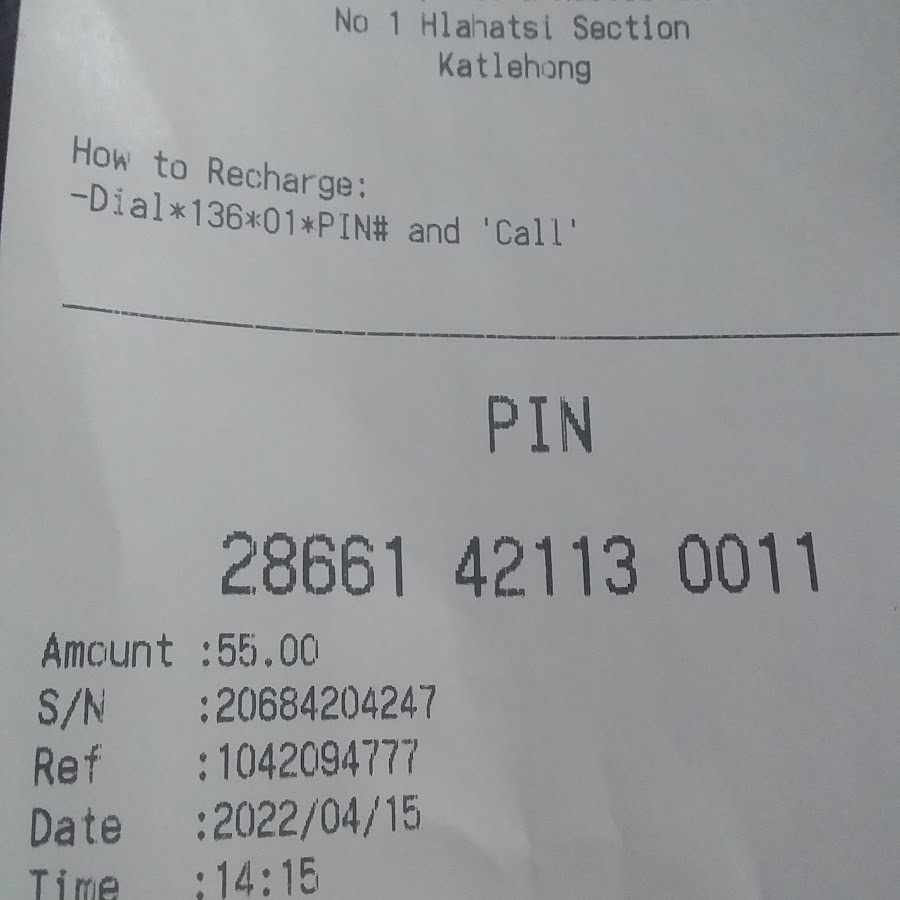 No 1 Hlahatsi Section
Katlehong
How to Recharge:
-Dial*136*01*PIN# and 'Call'
PIN
28661 42113 0011
Amount :55.00
S/N :20684204247
Ref :1042094777
Date :2022/04/15
Time :14:15